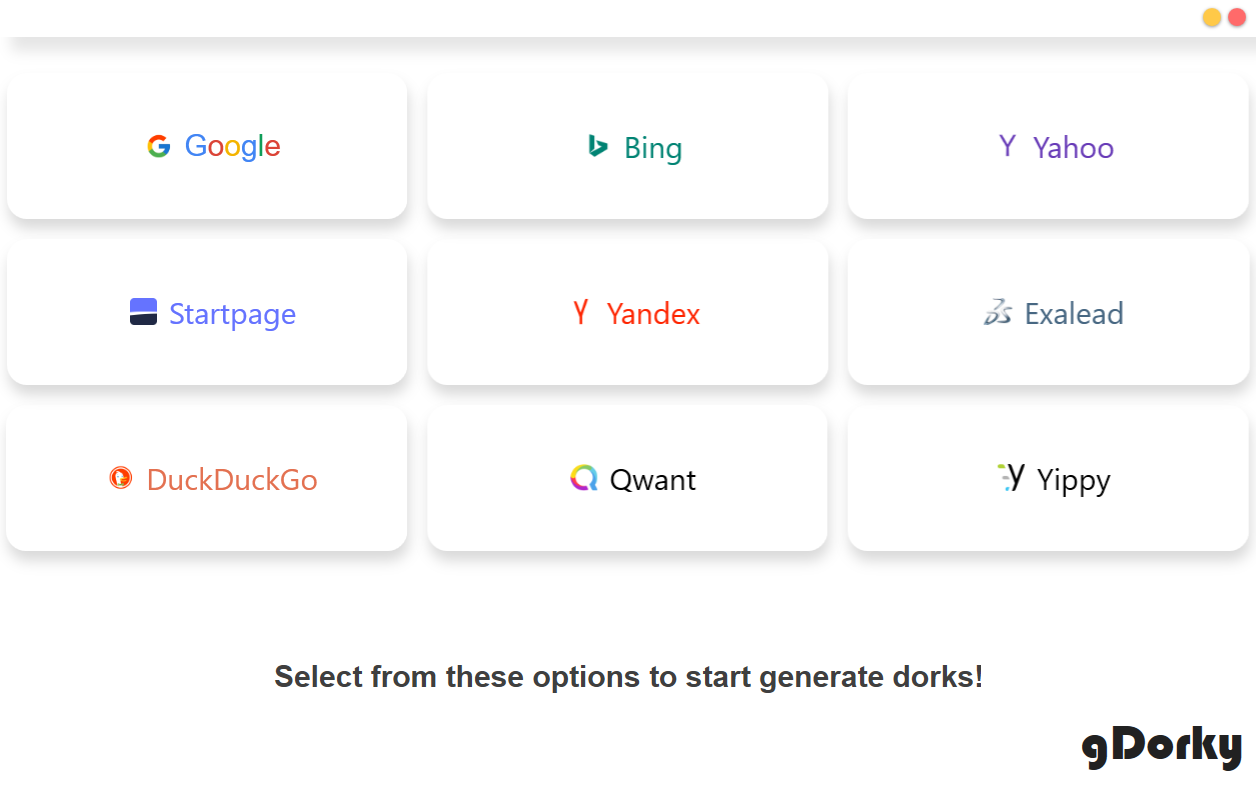 Google
Bing
Yahoo
Startpage
Yandex
Exalead
DuckDuckGo
Qwant
Yippy
Select from these options to start generate dorks!
gDorky